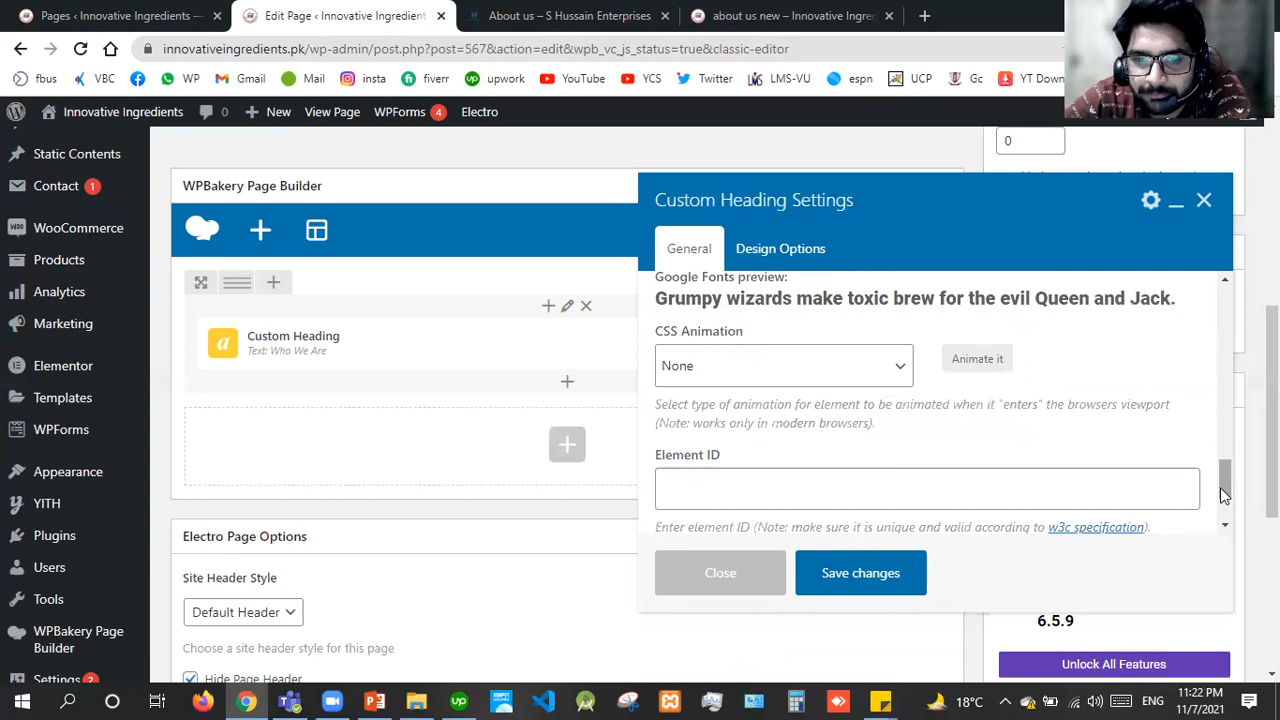 Pages ‹ Innovative Ingredients —
Edit Page ‹ Innovative Ingredient
About us – S Hussain Enterprises
about us new – Innovative Ingre
innovativeingredients.pk/wp-admin/post.php?post=567&action=edit&wpb_vc_js_status=true&classic-editor
fbus
VBC
WP
Gmail
Mail
insta
fiverr
upwork
YouTube
YCS
Twitter
LMS-VU
espn
UCP
Gc
YT Down
Innovative Ingredients
0
New
View Page
WPForms 4
Electro
Static Contents
Contact 1
WooCommerce
Products
Analytics
Marketing
Elementor
Templates
WPForms
Appearance
YITH
Plugins
Users
Tools
WPBakery Page
Builder
Settings 2
WPBakery Page Builder
Custom Heading
Text: Who We Are
Electro Page Options
Site Header Style
Default Header
Choose a site header style for this page
Hide Page Header
0
Custom Heading Settings
General
Design Options
Google Fonts preview:
Grumpy wizards make toxic brew for the evil Queen and Jack.
CSS Animation
None
Animate it
Select type of animation for element to be animated when it "enters" the browsers viewport
(Note: works only in modern browsers).
Element ID
Enter element ID (Note: make sure it is unique and valid according to w3c specification).
Close
Save changes
6.5.9
Unlock All Features
18°C
ENG
11:22 PM
11/7/2021